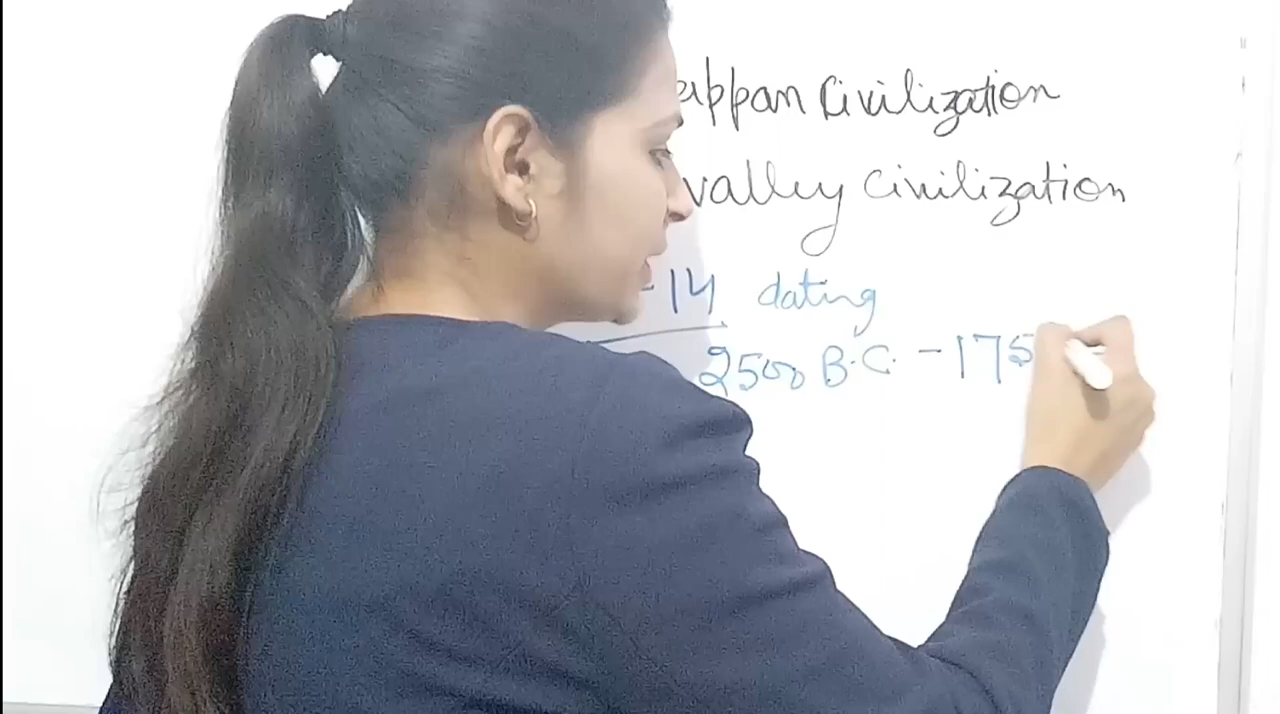 appan Civilization
valley civilization
-14 dating
2500 B.C. - 175